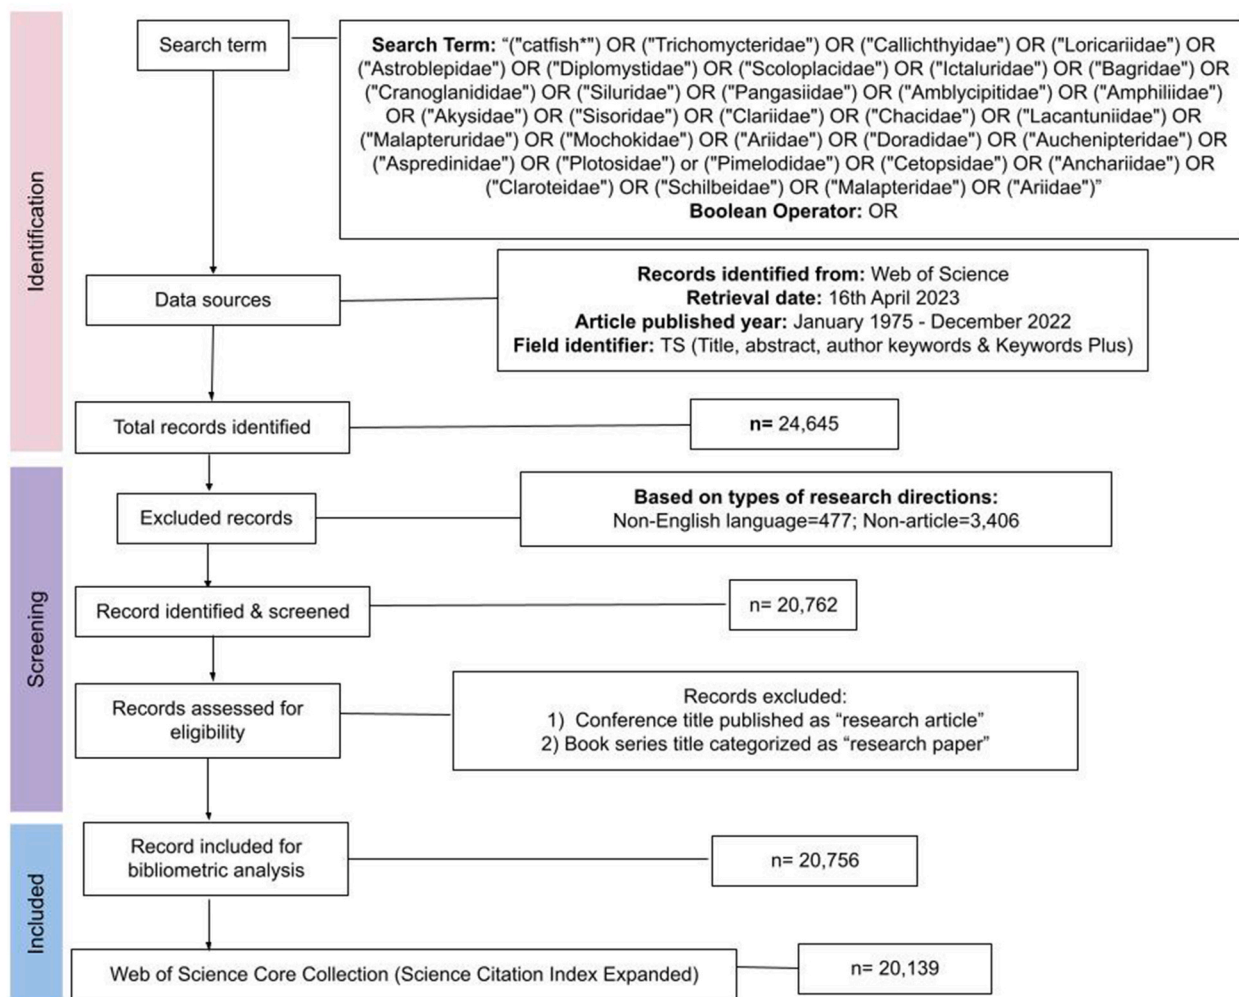 Identification
Search term
Search Term: “("catfish*") OR ("Trichomycteridae") OR ("Callichthyidae") OR ("Loricariidae") OR
("Astroblepidae") OR ("Diplomystidae") OR ("Scoloplacidae") OR ("Ictaluridae") OR ("Bagridae") OR
("Cranoglanididae") OR ("Siluridae") OR ("Pangasiidae") OR ("Amblycipitidae") OR ("Amphiliidae")
OR ("Akysidae") OR ("Sisoridae") OR ("Clariidae") OR ("Chacidae") OR ("Lacantuniidae") OR
("Malapteruridae") OR ("Mochokidae") OR ("Ariidae") OR ("Doradidae") OR ("Auchenipteridae") OR
("Aspredinidae") OR ("Plotosidae") or ("Pimelodidae") OR ("Cetopsidae") OR ("Anchariidae") OR
("Claroteidae") OR ("Schilbeidae") OR ("Malapteridae") OR ("Ariidae")”
Boolean Operator: OR
Data sources
Records identified from: Web of Science
Retrieval date: 16th April 2023
Article published year: January 1975 - December 2022
Field identifier: TS (Title, abstract, author keywords & Keywords Plus)
Total records identified
n= 24,645
Screening
Excluded records
Based on types of research directions:
Non-English language=477; Non-article=3,406
Record identified & screened
n= 20,762
Records assessed for
eligibility
Records excluded:
1) Conference title published as “research article”
2) Book series title categorized as “research paper”
Included
Record included for
bibliometric analysis
n= 20,756
Web of Science Core Collection (Science Citation Index Expanded)
n= 20,139